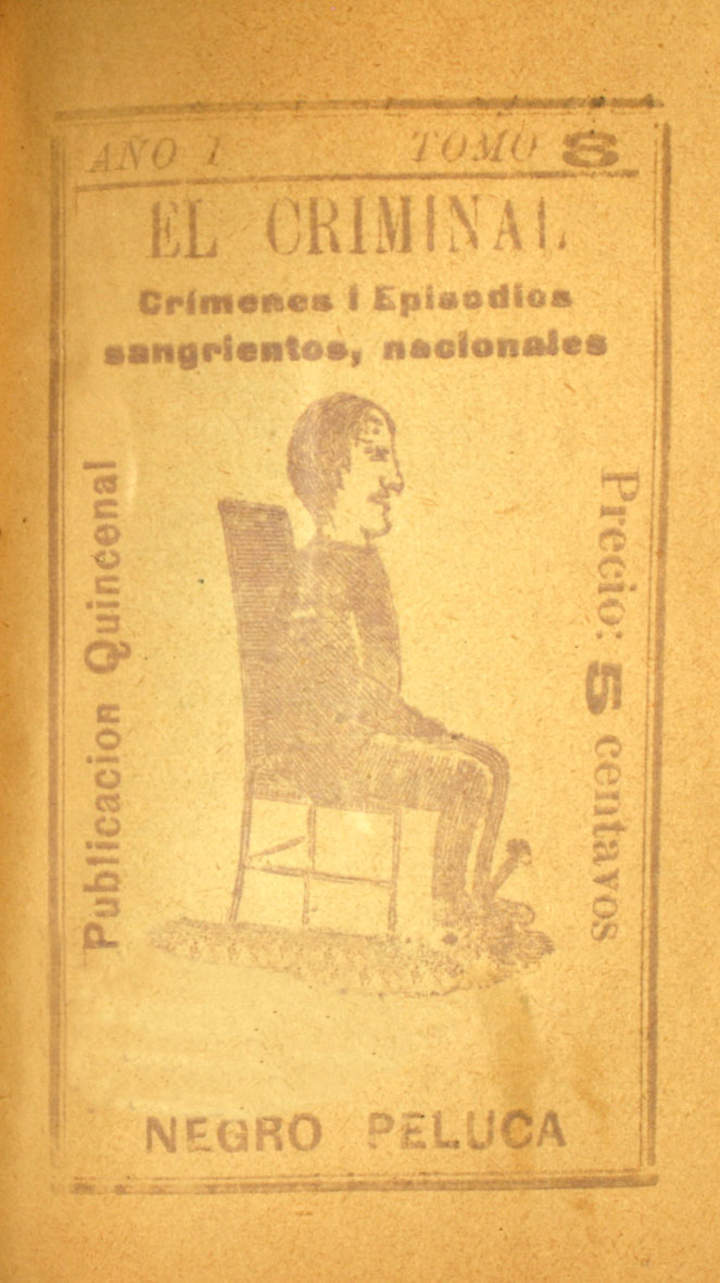 AÑO 1 TOMO 8
EL CRIMINAL
Crímenes i Episodios
sangrientos, nacionales
Publicacion Quincenal
Precio: 5 centavos
NEGRO PELUCA